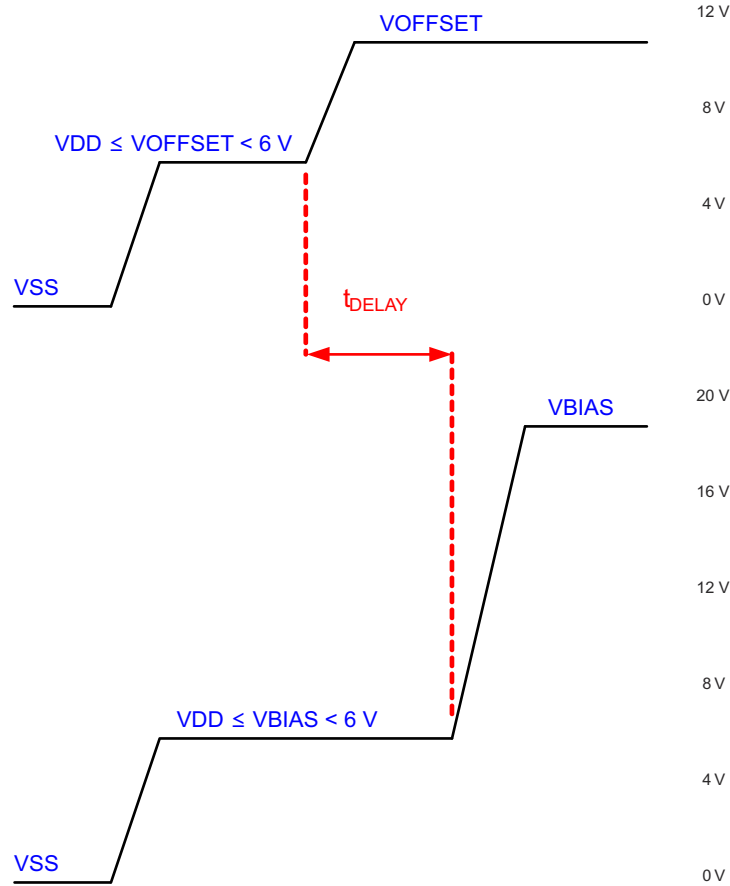 12 V
VOFFSET
8 V
VDD ≤ VOFFSET < 6 V
4 V
VSS
0 V
tDELAY
20 V
VBIAS
16 V
12 V
8 V
VDD ≤ VBIAS < 6 V
4 V
VSS
0 V